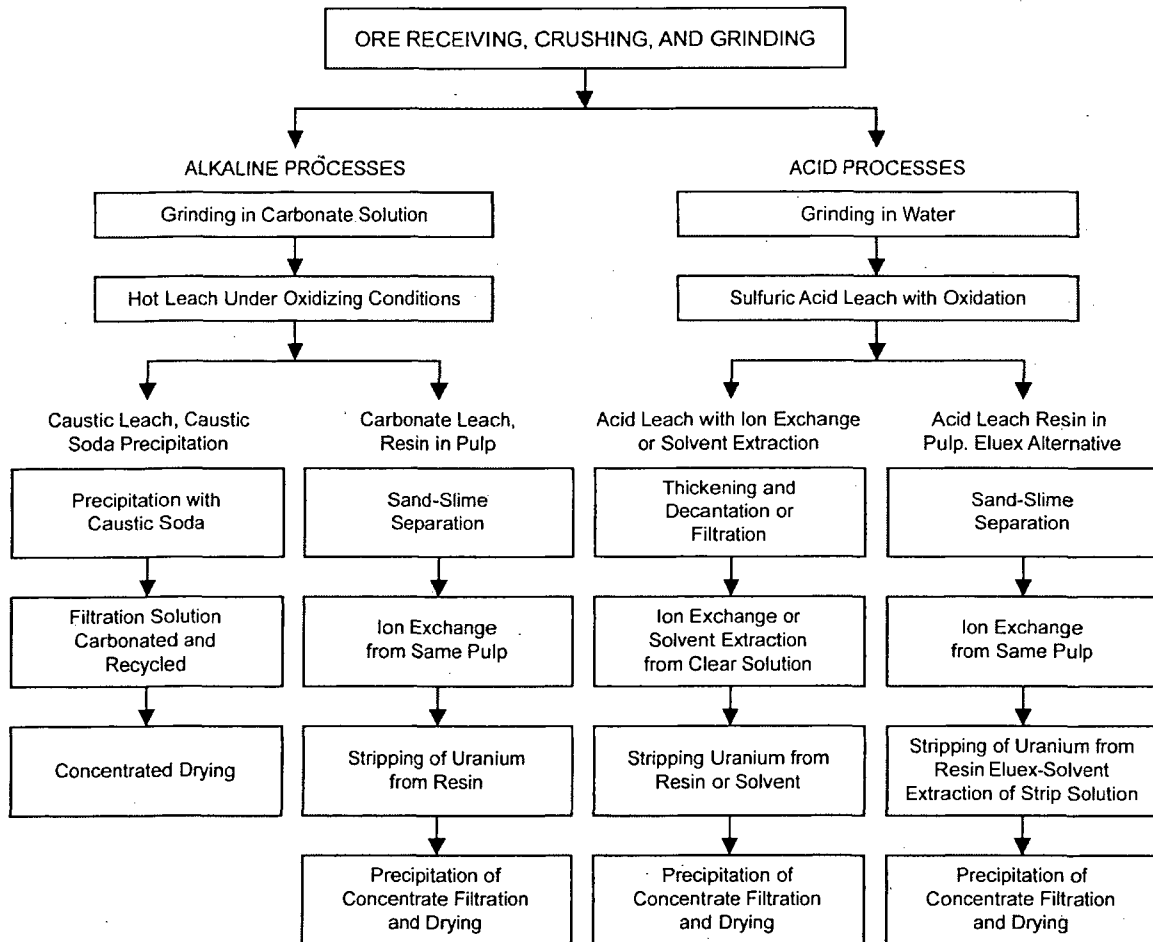 ORE RECEIVING, CRUSHING, AND GRINDING
ALKALINE PROCESSES
Grinding in Carbonate Solution
Hot Leach Under Oxidizing Conditions
ACID PROCESSES
Grinding in Water
Sulfuric Acid Leach with Oxidation
Caustic Leach, Caustic
Soda Precipitation
Precipitation with
Caustic Soda
Filtration Solution
Carbonated and
Recycled
Concentrated Drying
Carbonate Leach,
Resin in Pulp
Sand-Slime
Separation
Ion Exchange
from Same Pulp
Stripping of Uranium
from Resin
Precipitation of
Concentrate Filtration
and Drying
Acid Leach with Ion Exchange
or Solvent Extraction
Thickening and
Decantation or
Filtration
Ion Exchange or
Solvent Extraction
from Clear Solution
Stripping Uranium from
Resin or Solvent
Precipitation of
Concentrate Filtration
and Drying
Acid Leach Resin in
Pulp. Eluex Alternative
Sand-Slime
Separation
Ion Exchange
from Same Pulp
Stripping of Uranium from
Resin Eluex-Solvent
Extraction of Strip Solution
Precipitation of
Concentrate Filtration
and Drying